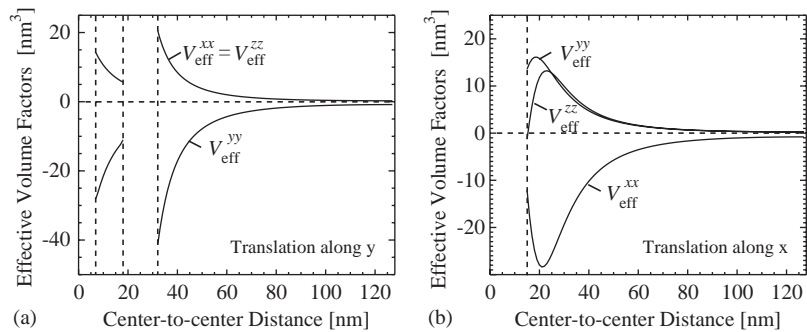 (a)
Effective Volume Factors [nm³]
20
0
-20
-40
V_eff^xx = V_eff^zz
V_eff^yy
Translation along y
0 20 40 60 80 100 120
Center-to-center Distance [nm]
(b)
Effective Volume Factors [nm³]
20
10
0
-10
-20
V_eff^yy
V_eff^zz
V_eff^xx
Translation along x
0 20 40 60 80 100 120
Center-to-center Distance [nm]